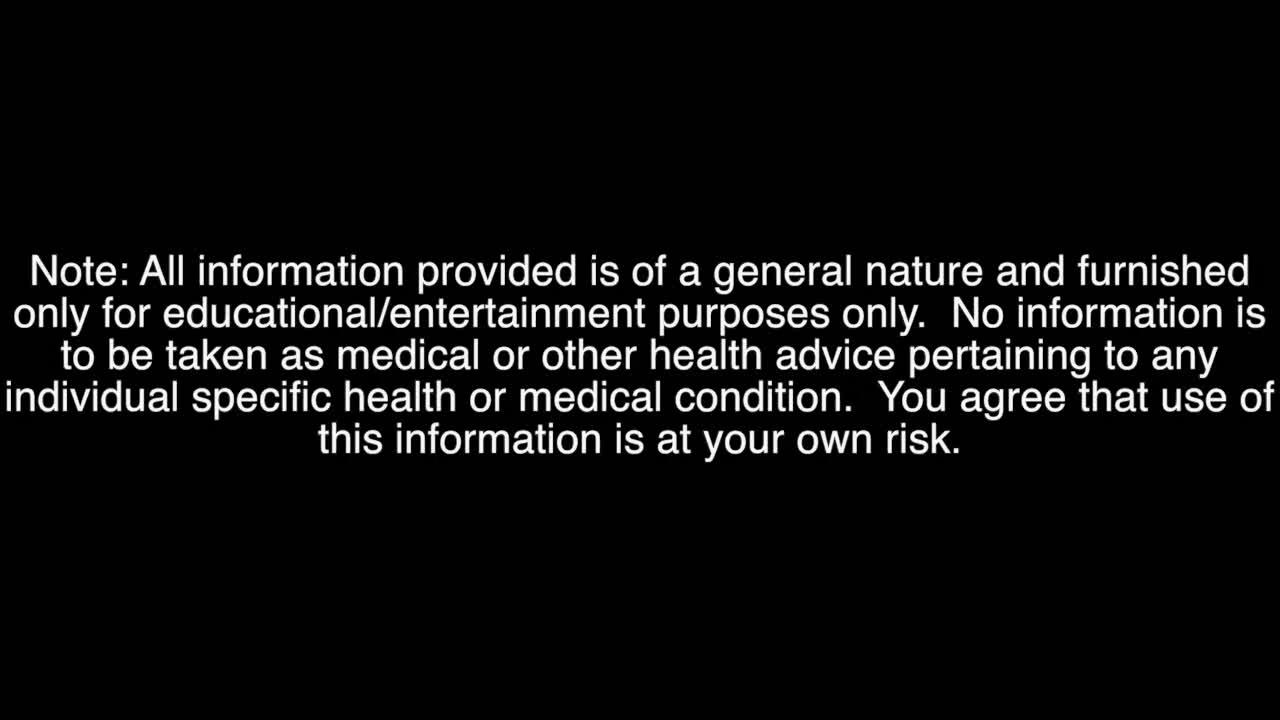 Note: All information provided is of a general nature and furnished
only for educational/entertainment purposes only.  No information is
to be taken as medical or other health advice pertaining to any
individual specific health or medical condition.  You agree that use of
this information is at your own risk.